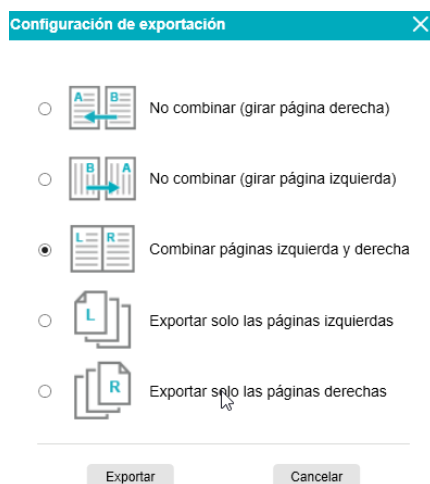 Configuración de exportación
A B
No combinar (girar página derecha)
B A
No combinar (girar página izquierda)
L R
Combinar páginas izquierda y derecha
L
Exportar solo las páginas izquierdas
R
Exportar solo las páginas derechas
Exportar Cancelar